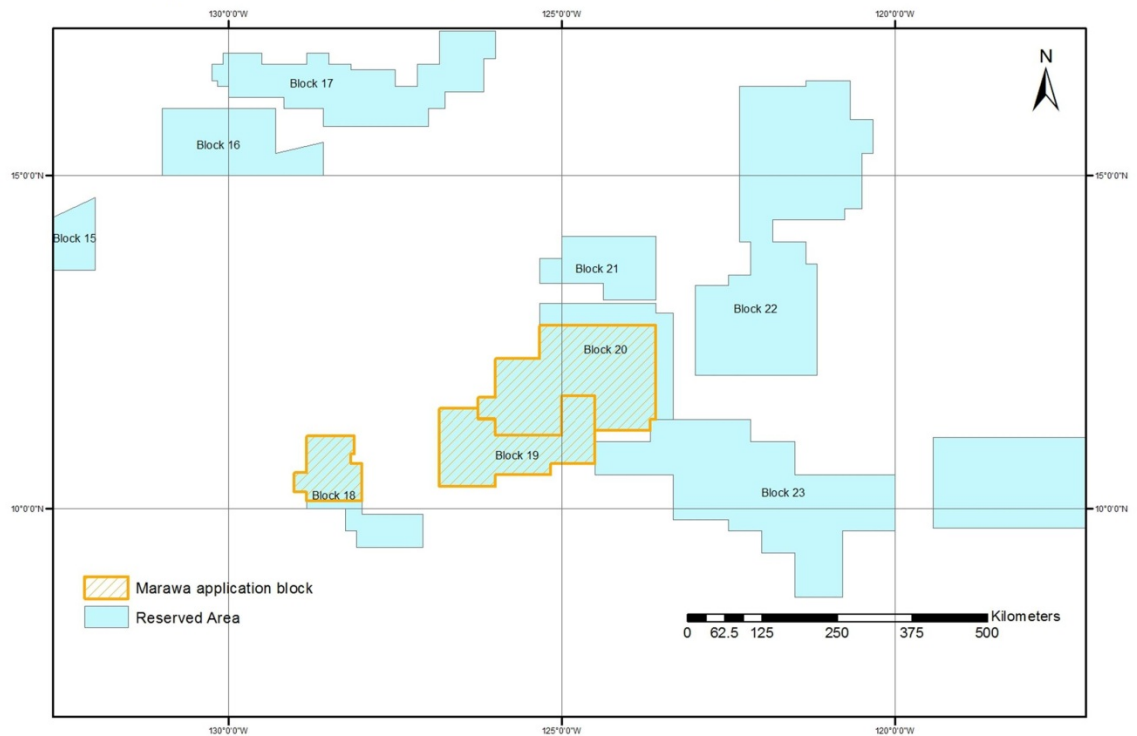 130°0'0"W 125°0'0"W 120°0'0"W
N
Block 17
Block 16
15°0'0"N 15°0'0"N
Block 15
Block 21
Block 22
Block 20
Block 19
Block 18
Block 23
10°0'0"N 10°0'0"N
Marawa application block
Reserved Area
Kilometers
0 62.5 125 250 375 500
130°0'0"W 125°0'0"W 120°0'0"W